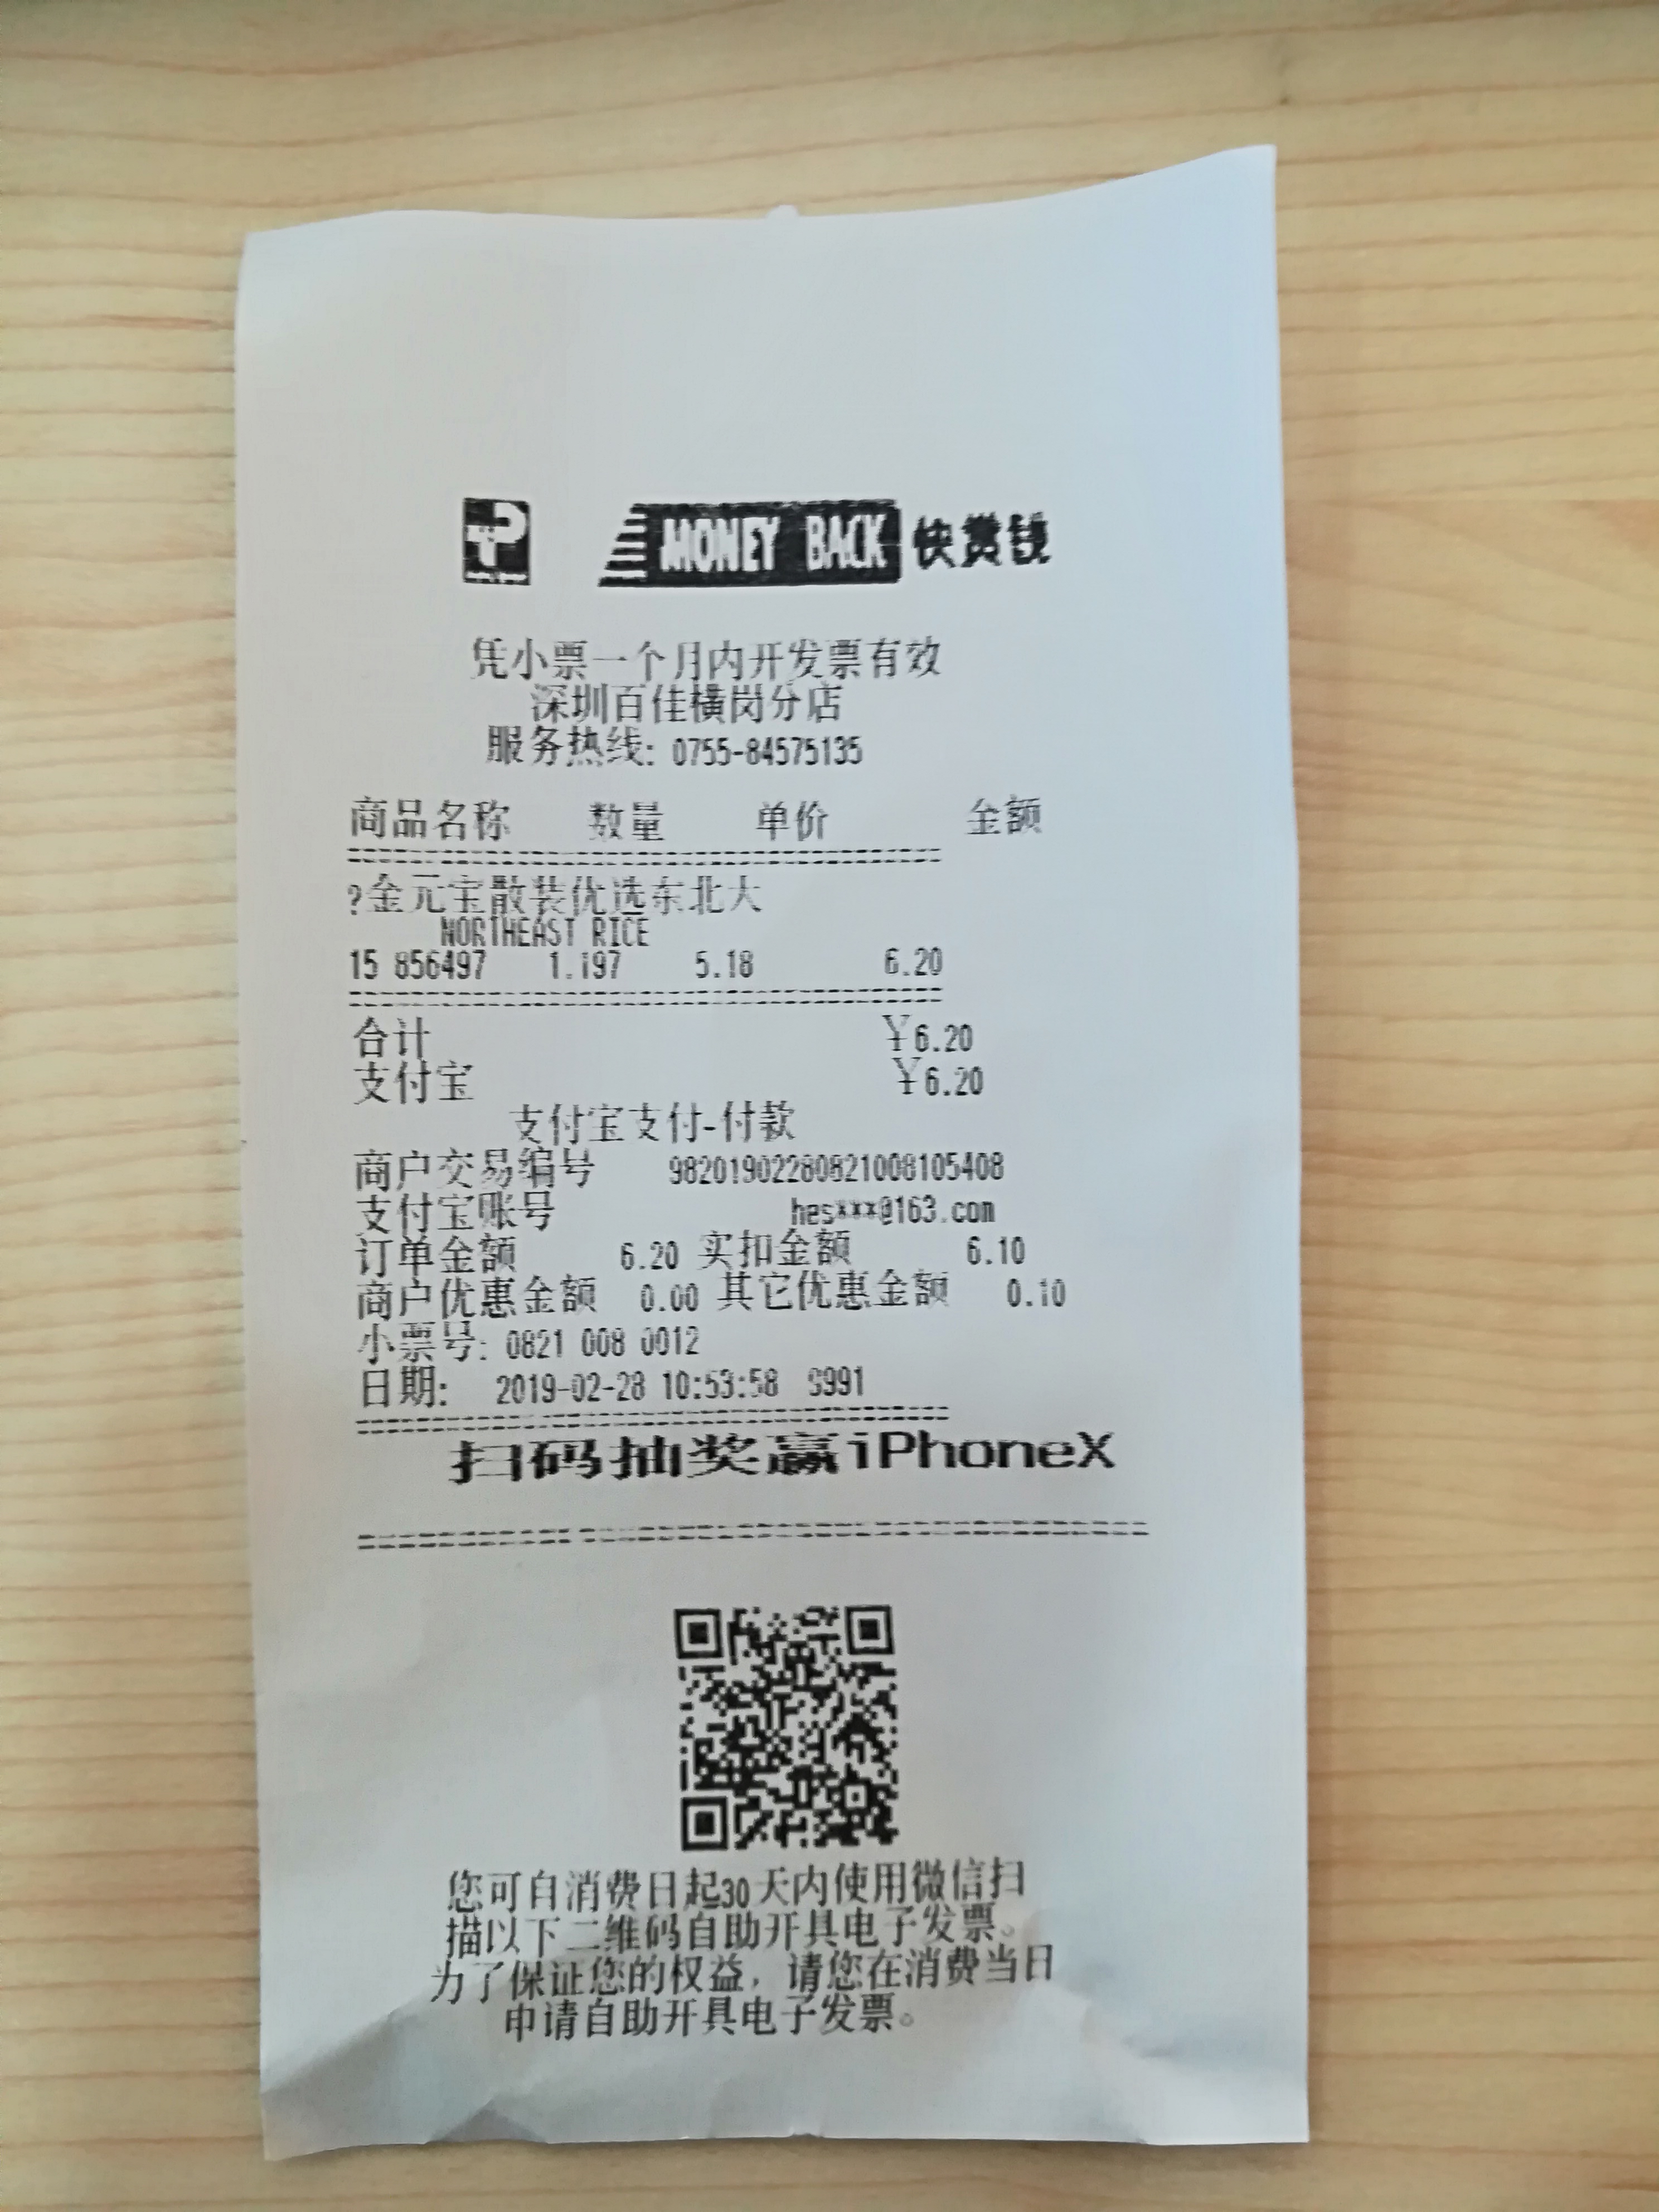 MONEY BACK 快赏钱
凭小票一个月内开发票有效
深圳百佳横岗分店
服务热线: 0755-84575135
商品名称 数量 单价 金额
?金元宝散装优选东北大
NORTHEAST RICE
15 856497 1.197 5.18 6.20
合计 ¥6.20
支付宝 ¥6.20
支付宝支付-付款
商户交易编号 98201902280821008105408
支付宝账号 hes***@163.com
订单金额 6.20 实扣金额 6.10
商户优惠金额 0.00 其它优惠金额 0.10
小票号: 0821 008 0012
日期: 2019-02-28 10:53:58 S991
扫码抽奖赢iPhoneX
您可自消费日起30天内使用微信扫
描以下二维码自助开具电子发票。
为了保证您的权益，请您在消费当日
申请自助开具电子发票。